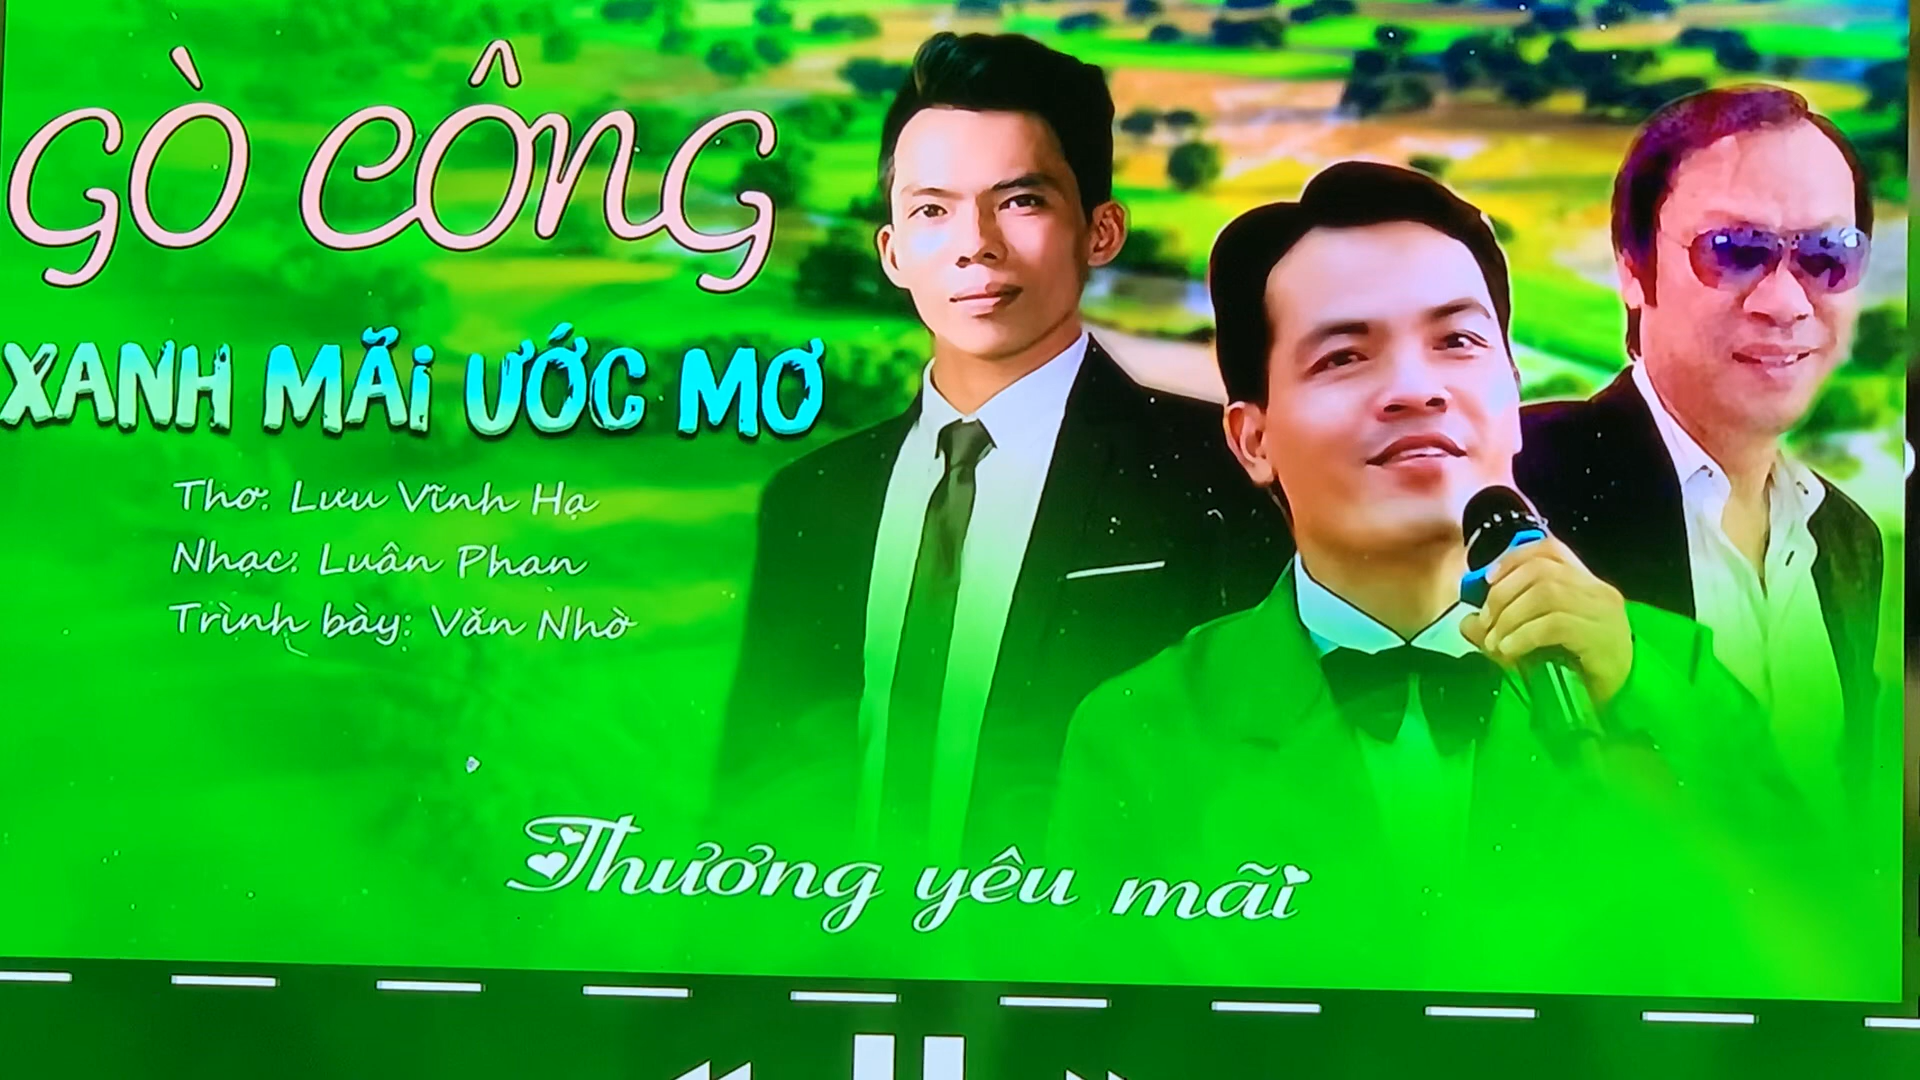 GÒ CÔNG
XANH MÃi ƯỚC MƠ
Thơ: Lưu Vĩnh Hạ
Nhạc: Luân Phan
Trình bày: Văn Nhờ
Thương yêu mãi